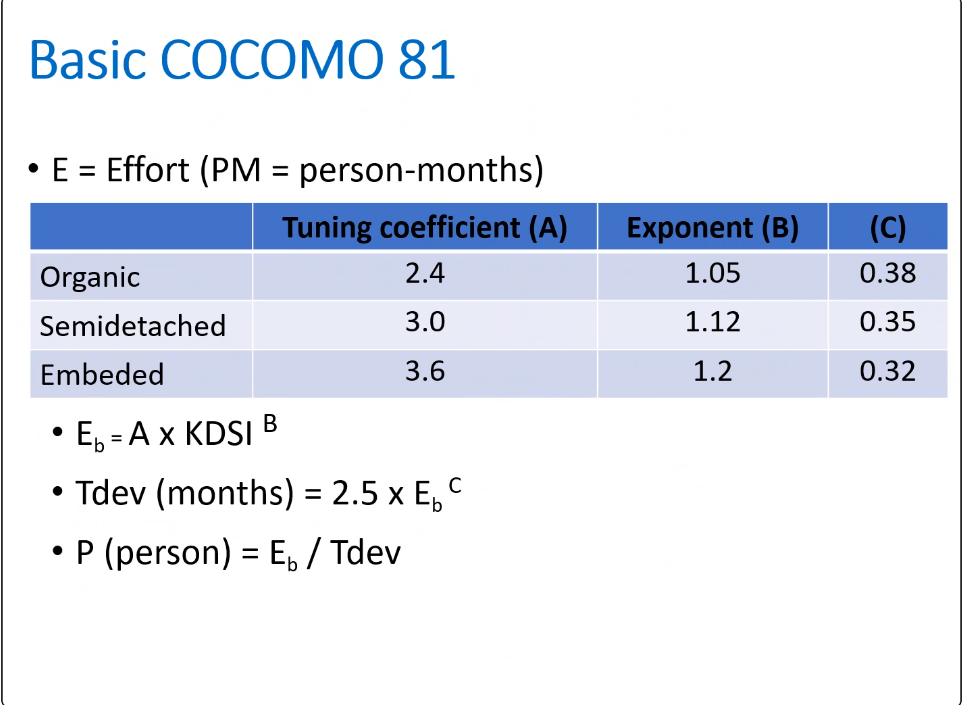 Basic COCOMO 81
• E = Effort (PM = person-months)
Tuning coefficient (A) Exponent (B) (C)
Organic 2.4 1.05 0.38
Semidetached 3.0 1.12 0.35
Embeded 3.6 1.2 0.32
• E_b = A x KDSI ^B
• Tdev (months) = 2.5 x E_b ^C
• P (person) = E_b / Tdev